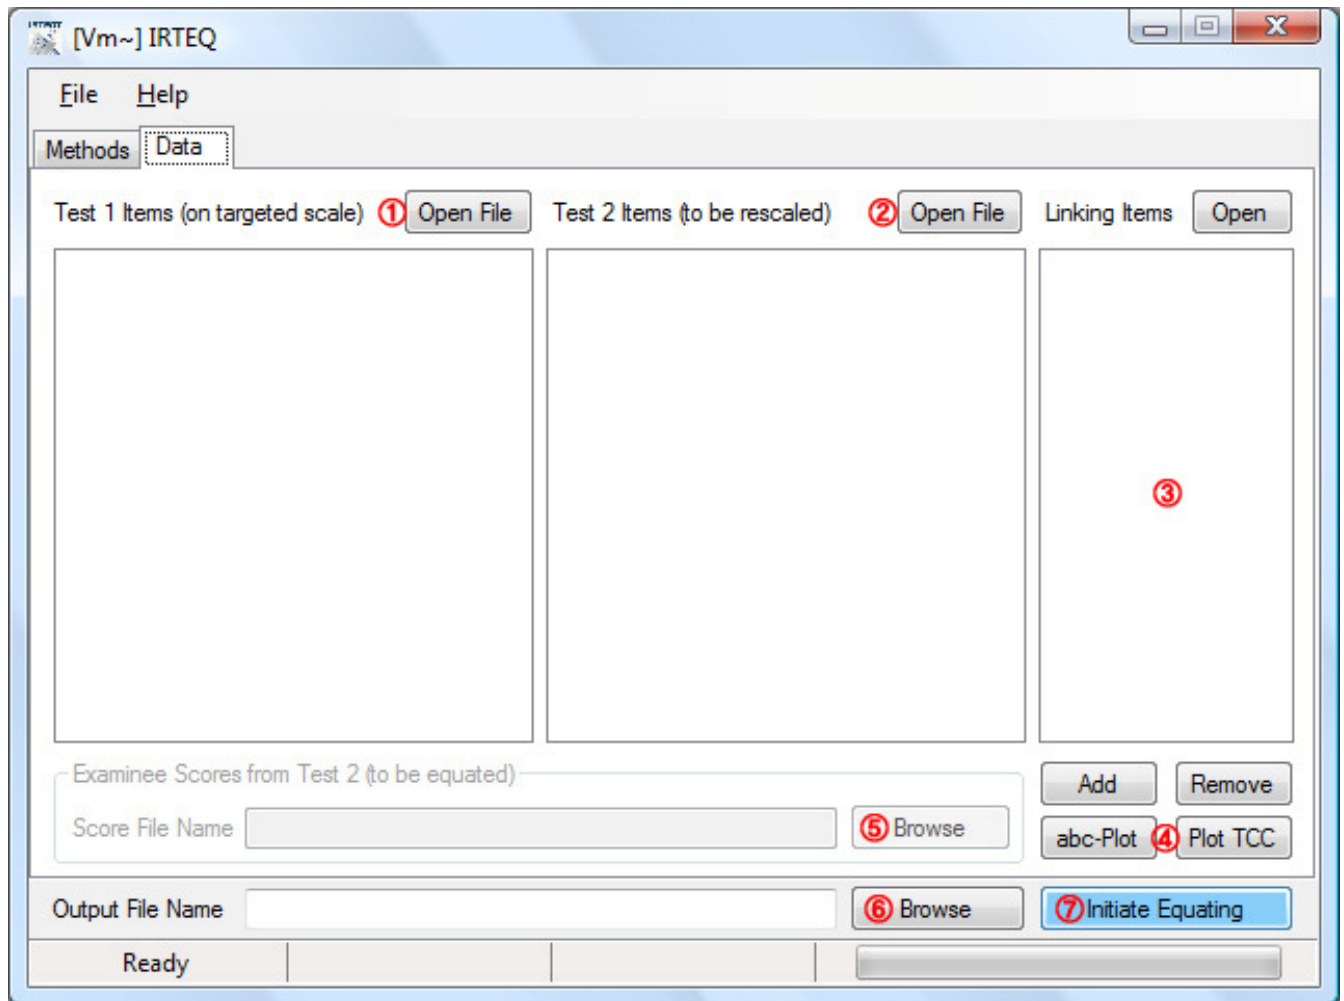 [Vm~] IRTEQ
File Help
Methods Data
Test 1 Items (on targeted scale) ① Open File Test 2 Items (to be rescaled) ② Open File Linking Items Open
③
Examinee Scores from Test 2 (to be equated)
Add Remove
Score File Name ⑤ Browse
abc-Plot ④ Plot TCC
Output File Name ⑥ Browse ⑦ Initiate Equating
Ready